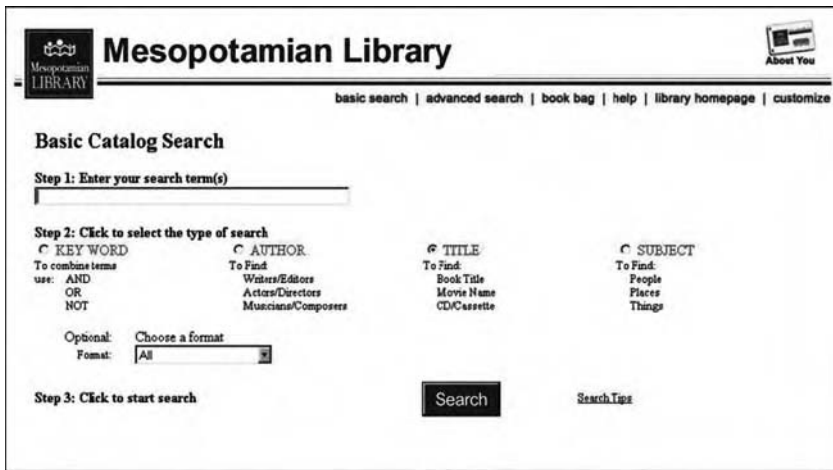 Mesopotamian
LIBRARY
Mesopotamian Library
About You
basic search | advanced search | book bag | help | library homepage | customize
Basic Catalog Search
Step 1: Enter your search term(s)
Step 2: Click to select the type of search
KEY WORD AUTHOR TITLE SUBJECT
To combine terms To Find: To Find: To Find:
use: AND Writers/Editors Book Title People
OR Actors/Directors Movie Name Places
NOT Musicians/Composers CD/Cassette Things
Optional: Choose a format
Format: All
Step 3: Click to start search Search Search Tips